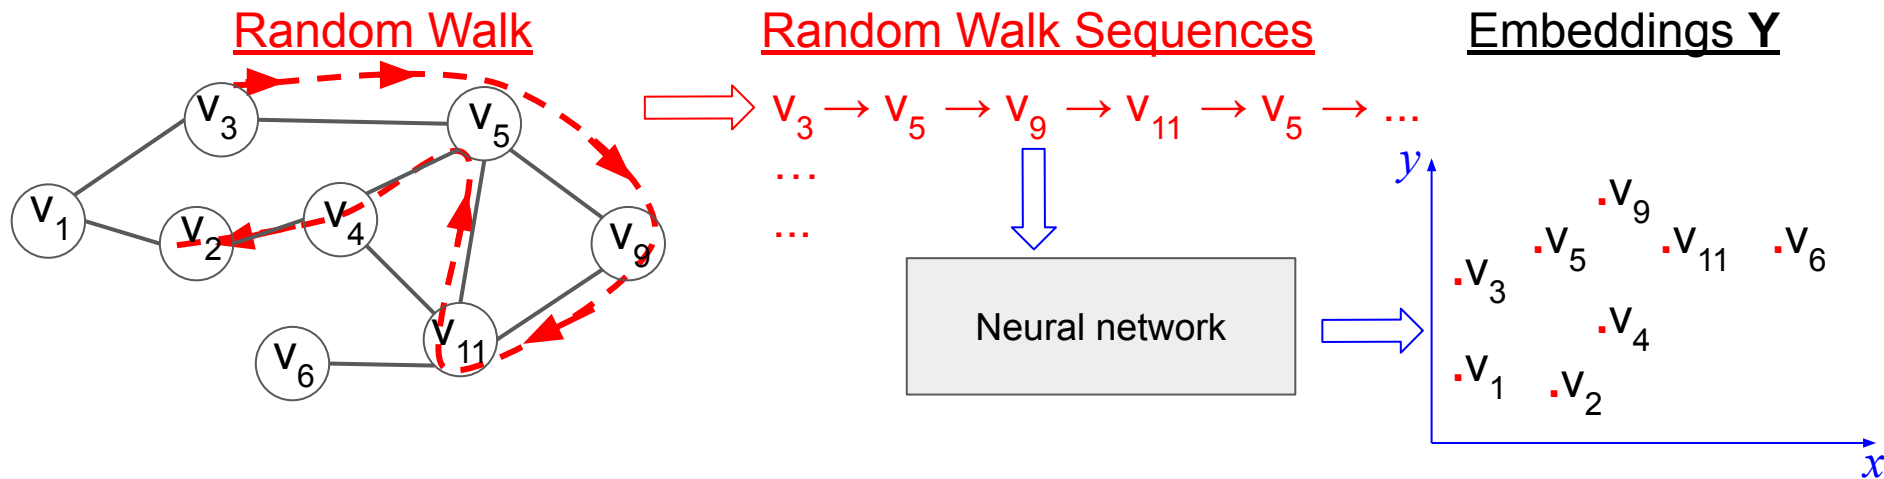 Random Walk
Random Walk Sequences
Embeddings Y
v3
v5
v1
v2
v4
v9
v11
v6
v3 → v5 → v9 → v11 → v5 → ...
...
...
Neural network
y
v9
v5
v11
v6
v3
v4
v1
v2
x